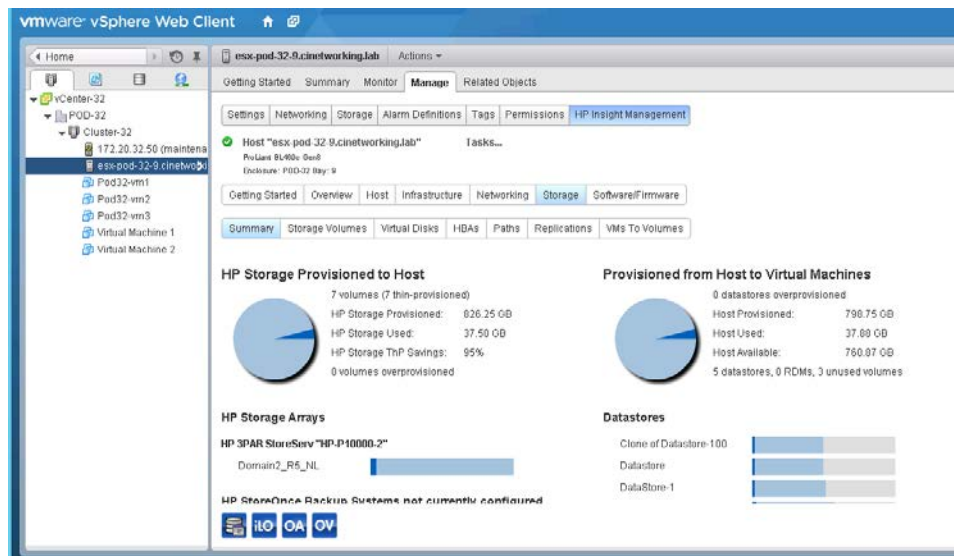 vmware® vSphere Web Client
Home
vCenter-32
POD-32
Cluster-32
172.20.32.50 (maintena
esx-pod-32-9.cinetworki
Pod32-vm1
Pod32-vm2
Pod32-vm3
Virtual Machine 1
Virtual Machine 2
esx-pod-32-9.cinetworking.lab Actions
Getting Started Summary Monitor Manage Related Objects
Settings Networking Storage Alarm Definitions Tags Permissions HP Insight Management
Host "esx-pod-32-9.cinetworking.lab" Tasks...
ProLiant BL460c Gen8
Enclosure: POD-32 Bay: 9
Getting Started Overview Host Infrastructure Networking Storage Software/Firmware
Summary Storage Volumes Virtual Disks HBAs Paths Replications VMs To Volumes
HP Storage Provisioned to Host
7 volumes (7 thin-provisioned)
HP Storage Provisioned: 826.25 GB
HP Storage Used: 37.50 GB
HP Storage ThP Savings: 95%
0 volumes overprovisioned
Provisioned from Host to Virtual Machines
0 datastores overprovisioned
Host Provisioned: 798.75 GB
Host Used: 37.88 GB
Host Available: 760.87 GB
5 datastores, 0 RDMs, 3 unused volumes
HP Storage Arrays
HP 3PAR StoreServ "HP-P10000-2"
Domain2_R5_NL
HP StoreOnce Backup Systems not currently configured
Datastores
Clone of Datastore-100
Datastore
DataStore-1
iLO OA OV